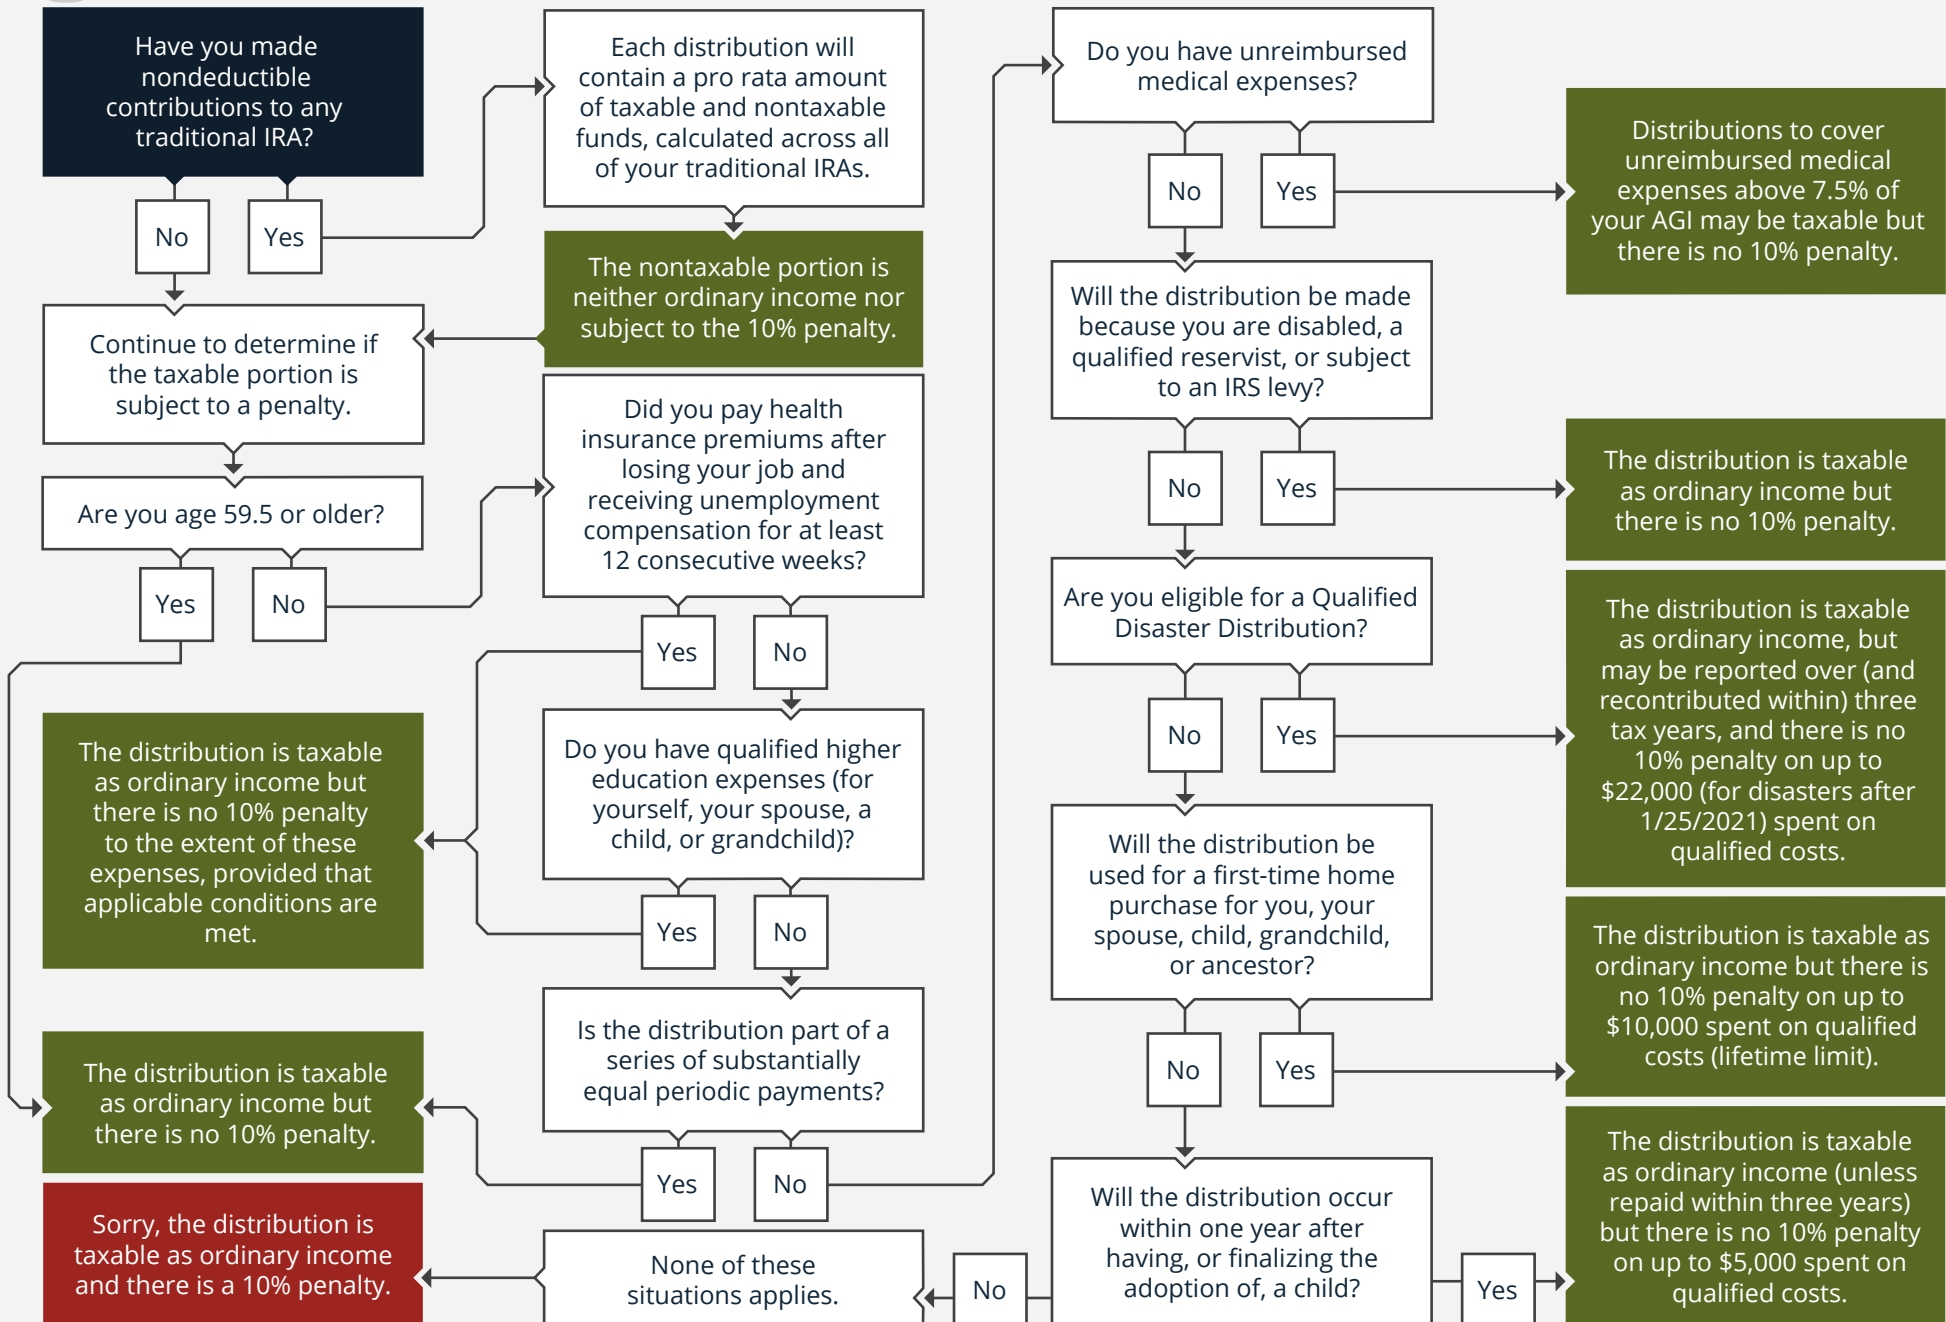 Have you made
nondeductible
contributions to any
traditional IRA?
No
Yes
Each distribution will
contain a pro rata amount
of taxable and nontaxable
funds, calculated across all
of your traditional IRAs.
The nontaxable portion is
neither ordinary income nor
subject to the 10% penalty.
Continue to determine if
the taxable portion is
subject to a penalty.
Are you age 59.5 or older?
Yes
No
Did you pay health
insurance premiums after
losing your job and
receiving unemployment
compensation for at least
12 consecutive weeks?
Yes
No
The distribution is taxable
as ordinary income but
there is no 10% penalty
to the extent of these
expenses, provided that
applicable conditions are
met.
Do you have qualified higher
education expenses (for
yourself, your spouse, a
child, or grandchild)?
Yes
No
Is the distribution part of a
series of substantially
equal periodic payments?
Yes
No
The distribution is taxable
as ordinary income but
there is no 10% penalty.
Sorry, the distribution is
taxable as ordinary income
and there is a 10% penalty.
None of these
situations applies.
Do you have unreimbursed
medical expenses?
No
Yes
Distributions to cover
unreimbursed medical
expenses above 7.5% of
your AGI may be taxable but
there is no 10% penalty.
Will the distribution be made
because you are disabled, a
qualified reservist, or subject
to an IRS levy?
No
Yes
The distribution is taxable
as ordinary income but
there is no 10% penalty.
Are you eligible for a Qualified
Disaster Distribution?
No
Yes
The distribution is taxable
as ordinary income, but
may be reported over (and
recontributed within) three
tax years, and there is no
10% penalty on up to
$22,000 (for disasters after
1/25/2021) spent on
qualified costs.
Will the distribution be
used for a first-time home
purchase for you, your
spouse, child, grandchild,
or ancestor?
No
Yes
The distribution is taxable as
ordinary income but there is
no 10% penalty on up to
$10,000 spent on qualified
costs (lifetime limit).
Will the distribution occur
within one year after
having, or finalizing the
adoption of, a child?
No
Yes
The distribution is taxable
as ordinary income (unless
repaid within three years)
but there is no 10% penalty
on up to $5,000 spent on
qualified costs.